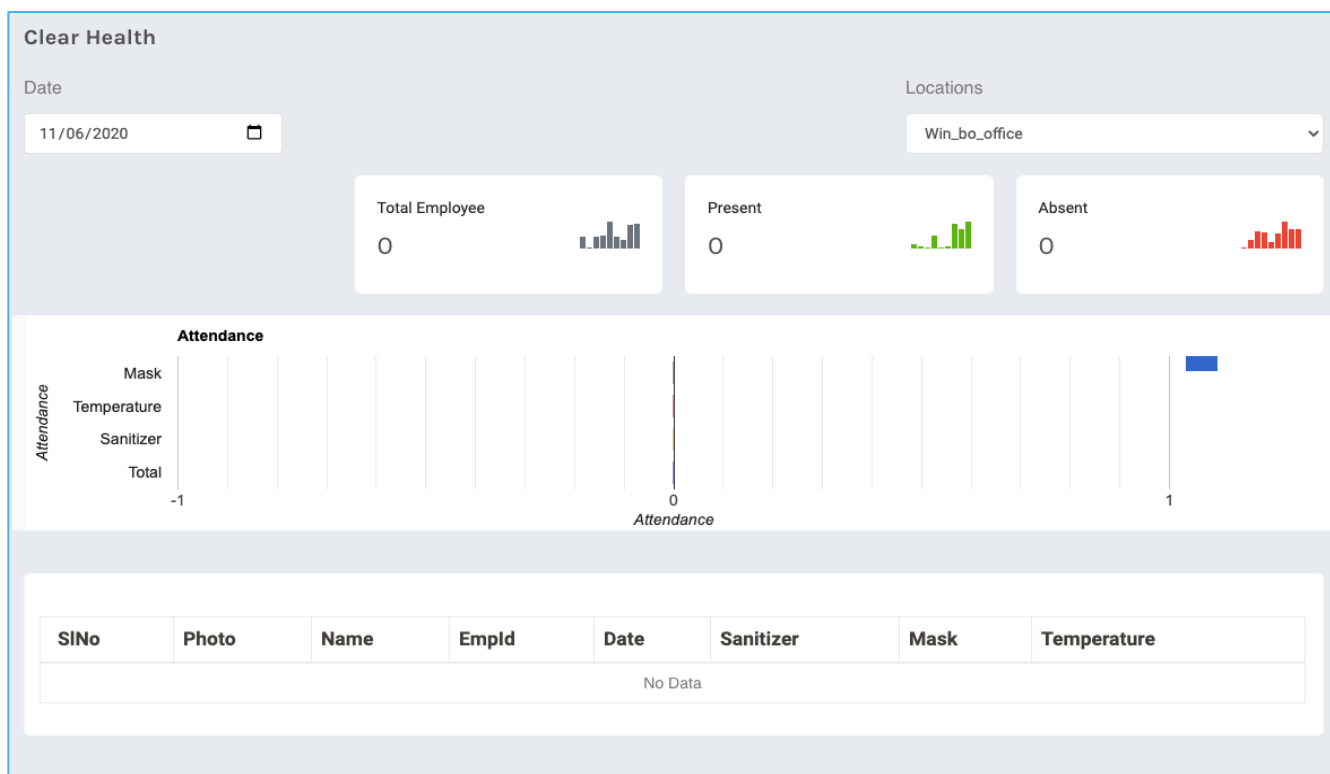 Clear Health
Date
Locations
11/06/2020
Win_bo_office
Total Employee
0
Present
0
Absent
0
Attendance
Attendance
Mask
Temperature
Sanitizer
Total
-1
0
1
Attendance
SlNo Photo Name EmpId Date Sanitizer Mask Temperature
No Data